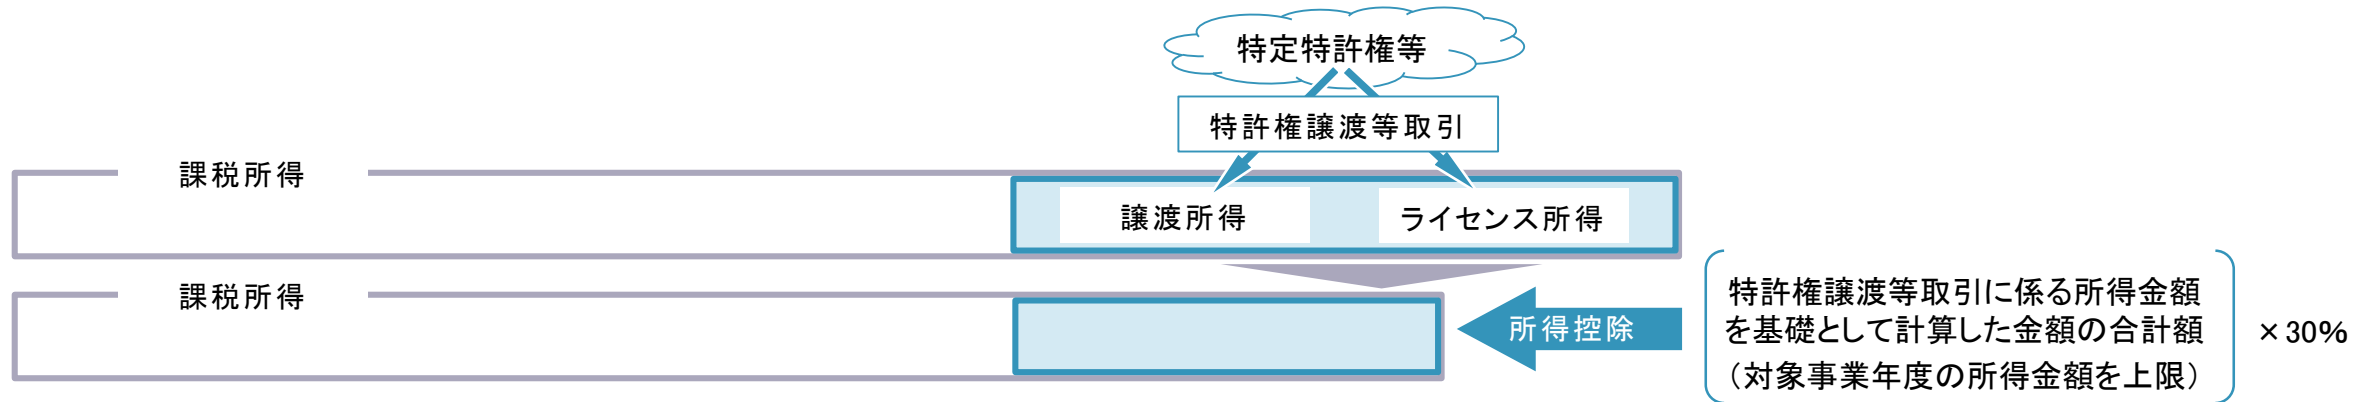 特定特許権等
特許権譲渡等取引
課税所得
譲渡所得
ライセンス所得
課税所得
所得控除
特許権譲渡等取引に係る所得金額
を基礎として計算した金額の合計額
（対象事業年度の所得金額を上限）
×30%